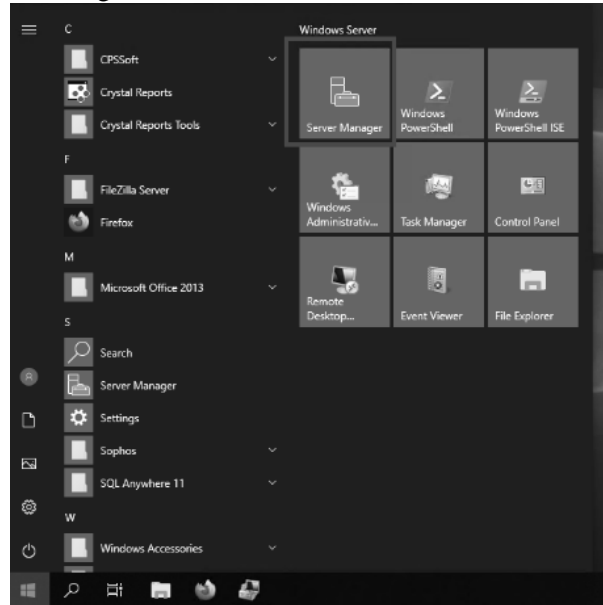 C
CPSSoft
Crystal Reports
Crystal Reports Tools
F
FileZilla Server
Firefox
M
Microsoft Office 2013
S
Search
Server Manager
Settings
Sophos
SQL Anywhere 11
W
Windows Accessories
Windows Server
Server Manager
Windows
PowerShell
Windows
PowerShell ISE
Windows
Administrativ...
Task Manager
Control Panel
Remote
Desktop...
Event Viewer
File Explorer